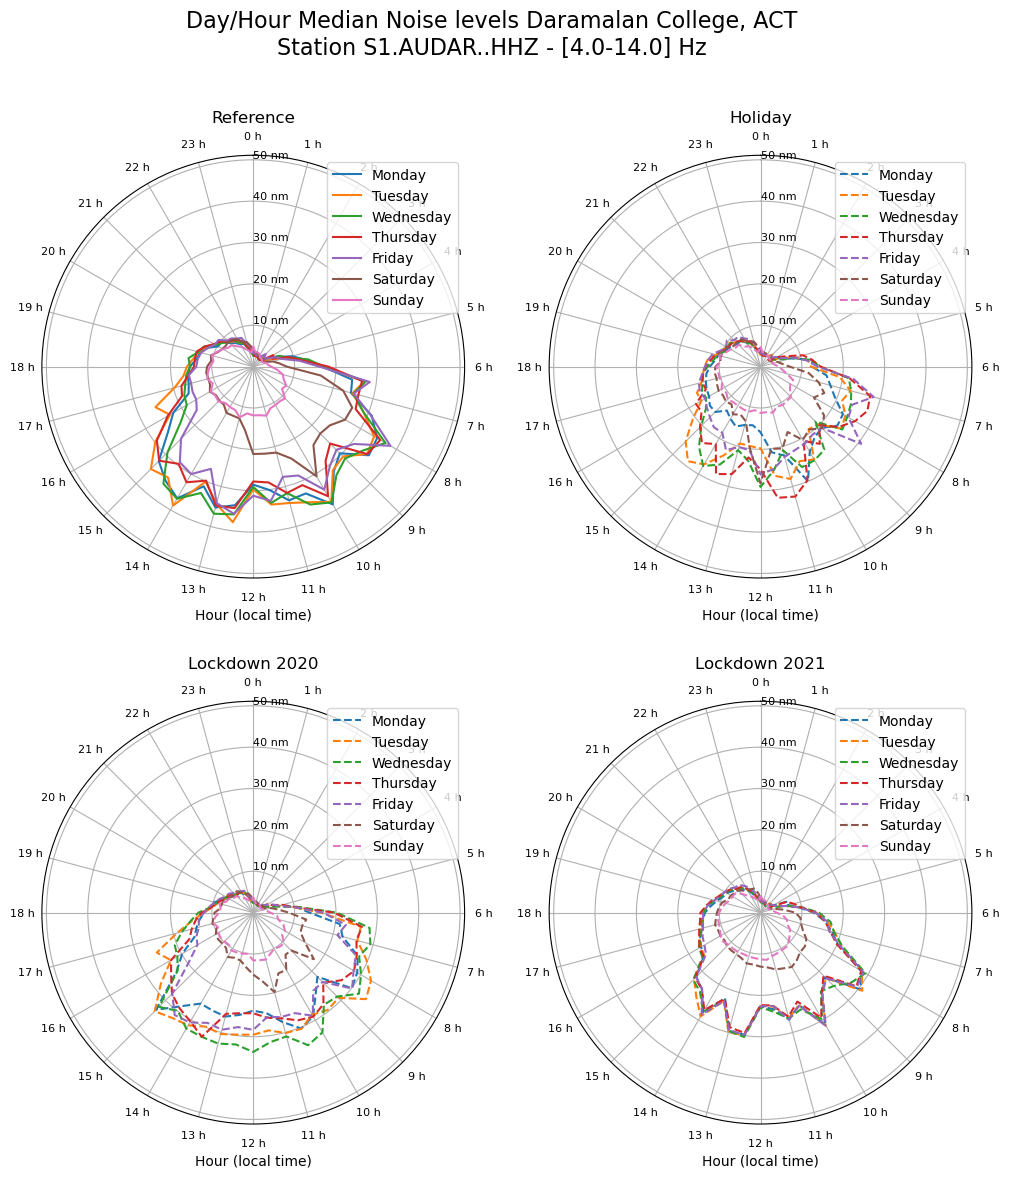 Day/Hour Median Noise levels Daramalan College, ACT
Station S1.AUDAR..HHZ - [4.0-14.0] Hz
Reference
0 h
1 h
2 h
4 h
5 h
6 h
7 h
8 h
9 h
10 h
11 h
12 h
13 h
14 h
15 h
16 h
17 h
18 h
19 h
20 h
21 h
22 h
23 h
50 nm
40 nm
30 nm
20 nm
10 nm
Monday
Tuesday
Wednesday
Thursday
Friday
Saturday
Sunday
Hour (local time)
Holiday
0 h
1 h
2 h
4 h
5 h
6 h
7 h
8 h
9 h
10 h
11 h
12 h
13 h
14 h
15 h
16 h
17 h
18 h
19 h
20 h
21 h
22 h
23 h
50 nm
40 nm
30 nm
20 nm
10 nm
Monday
Tuesday
Wednesday
Thursday
Friday
Saturday
Sunday
Hour (local time)
Lockdown 2020
0 h
1 h
2 h
4 h
5 h
6 h
7 h
8 h
9 h
10 h
11 h
12 h
13 h
14 h
15 h
16 h
17 h
18 h
19 h
20 h
21 h
22 h
23 h
50 nm
40 nm
30 nm
20 nm
10 nm
Monday
Tuesday
Wednesday
Thursday
Friday
Saturday
Sunday
Hour (local time)
Lockdown 2021
0 h
1 h
2 h
4 h
5 h
6 h
7 h
8 h
9 h
10 h
11 h
12 h
13 h
14 h
15 h
16 h
17 h
18 h
19 h
20 h
21 h
22 h
23 h
50 nm
40 nm
30 nm
20 nm
10 nm
Monday
Tuesday
Wednesday
Thursday
Friday
Saturday
Sunday
Hour (local time)